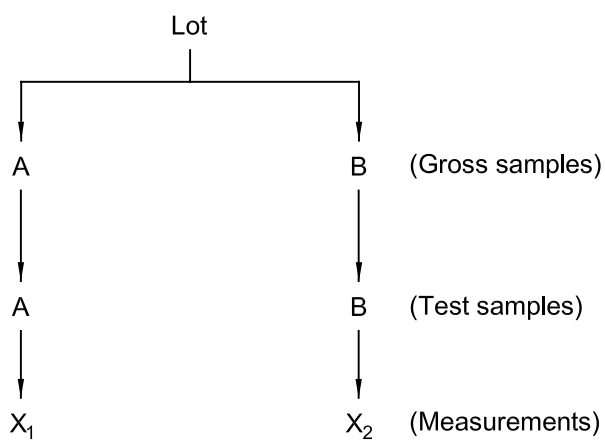 Lot
A B (Gross samples)
A B (Test samples)
X₁ X₂ (Measurements)